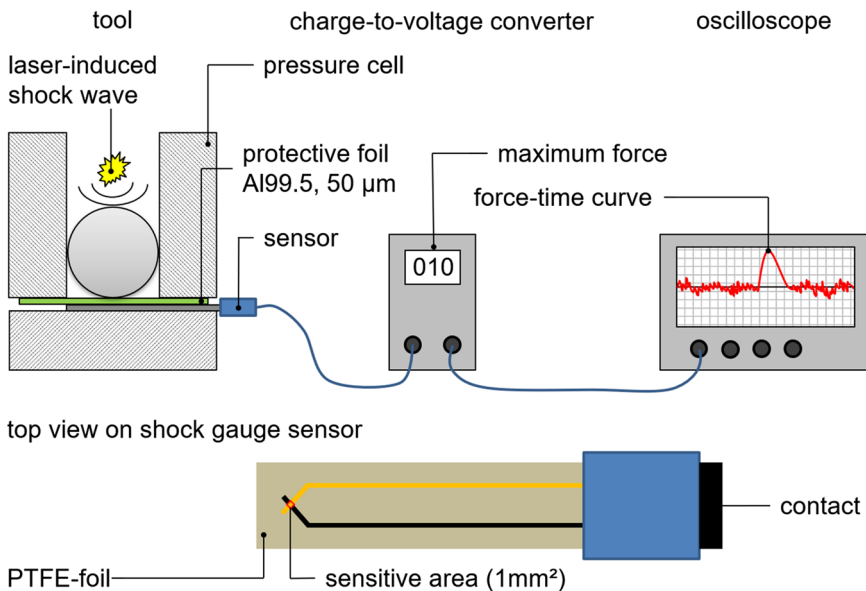 tool
charge-to-voltage converter
oscilloscope
laser-induced
shock wave
pressure cell
protective foil
Al99.5, 50 µm
maximum force
force-time curve
sensor
010
top view on shock gauge sensor
contact
PTFE-foil
sensitive area (1mm²)